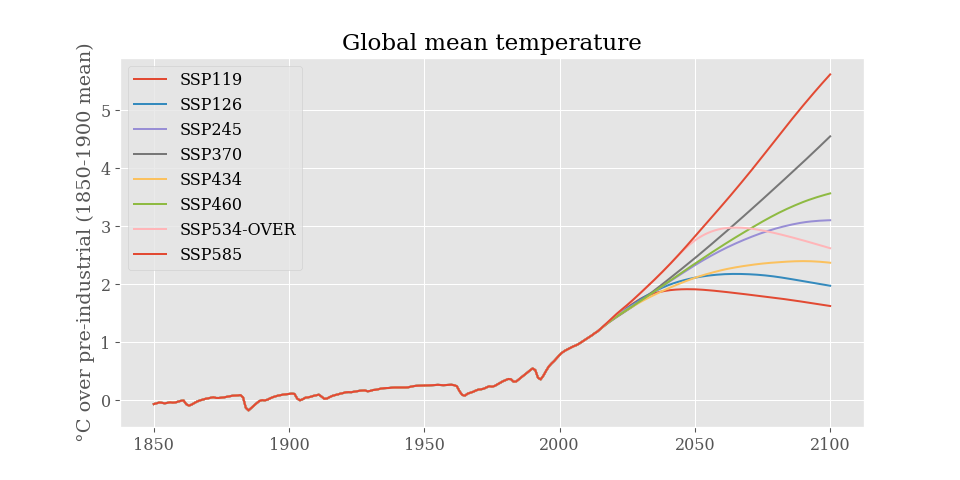 Global mean temperature
°C over pre-industrial (1850-1900 mean)
SSP119
SSP126
SSP245
SSP370
SSP434
SSP460
SSP534-OVER
SSP585
5
4
3
2
1
0
1850 1900 1950 2000 2050 2100